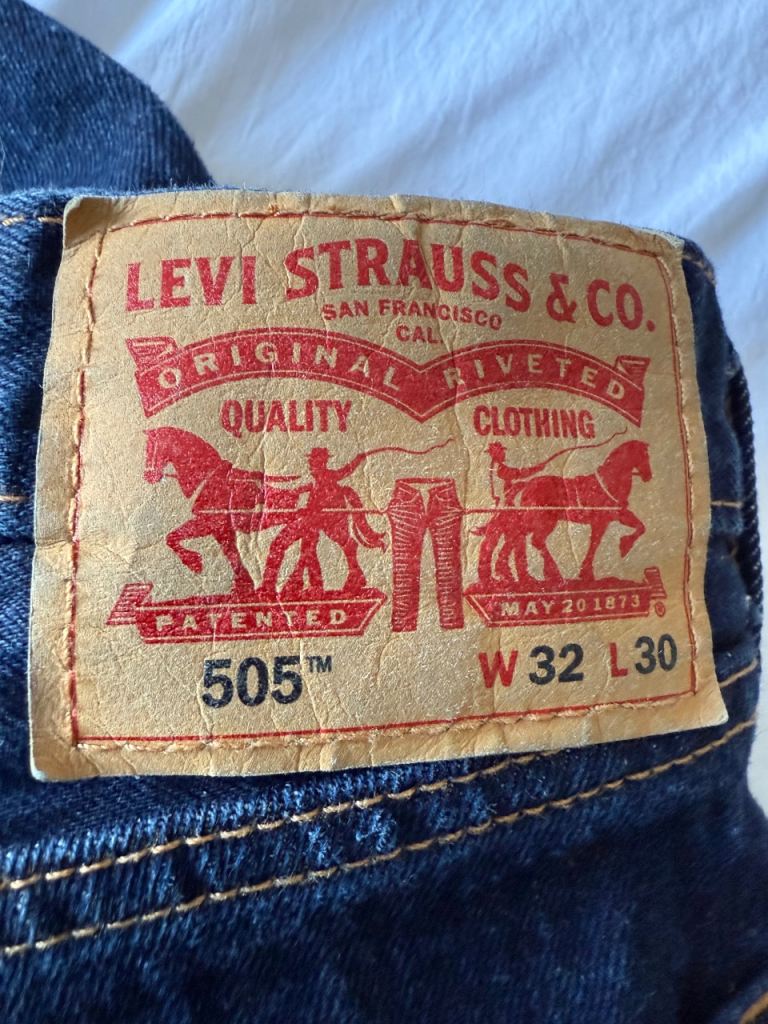 LEVI STRAUSS & CO.
SAN FRANCISCO
CAL
ORIGINAL RIVETED
QUALITY CLOTHING
PATENTED MAY 20 1873 ®
505™ W 32 L 30